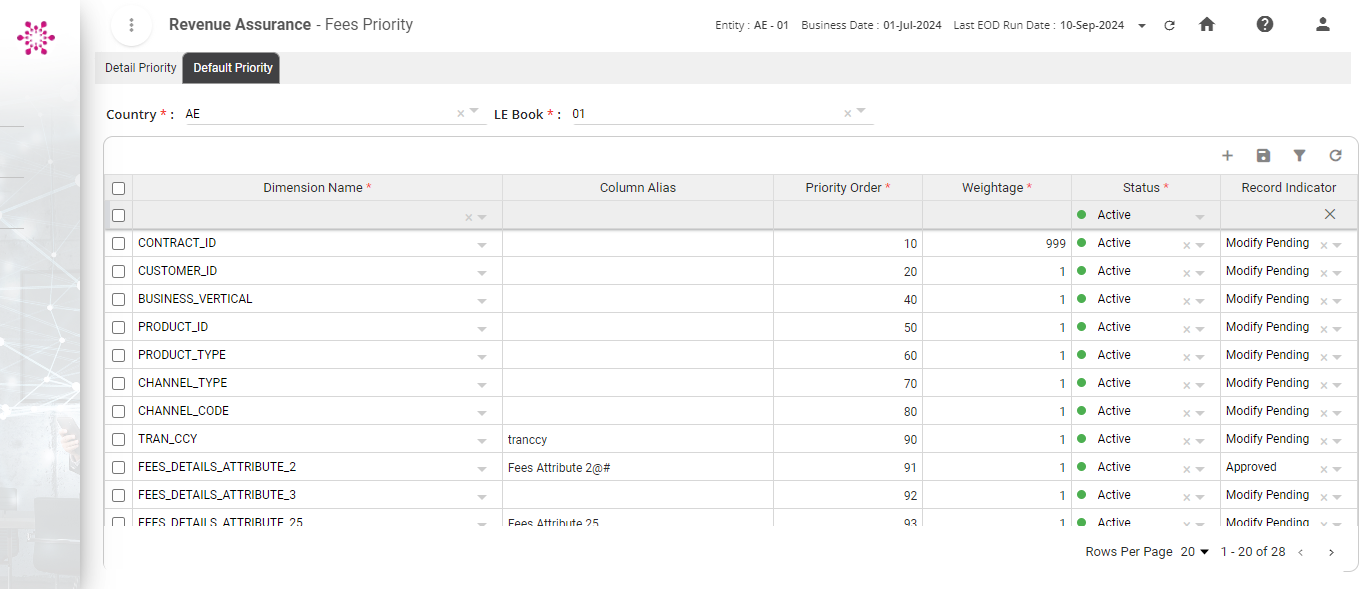 Revenue Assurance - Fees Priority
Entity : AE - 01 Business Date : 01-Jul-2024 Last EOD Run Date : 10-Sep-2024
Detail Priority Default Priority
Country * : AE LE Book * : 01
Dimension Name * Column Alias Priority Order * Weightage * Status * Record Indicator
Active
CONTRACT_ID 10 999 Active Modify Pending
CUSTOMER_ID 20 1 Active Modify Pending
BUSINESS_VERTICAL 40 1 Active Modify Pending
PRODUCT_ID 50 1 Active Modify Pending
PRODUCT_TYPE 60 1 Active Modify Pending
CHANNEL_TYPE 70 1 Active Modify Pending
CHANNEL_CODE 80 1 Active Modify Pending
TRAN_CCY tranccy 90 1 Active Modify Pending
FEES_DETAILS_ATTRIBUTE_2 Fees Attribute 2@# 91 1 Active Approved
FEES_DETAILS_ATTRIBUTE_3 92 1 Active Modify Pending
FEES_DETAILS_ATTRIBUTE_25 Fees Attribute 25 93 1 Active Modify Pending
Rows Per Page 20 1 - 20 of 28